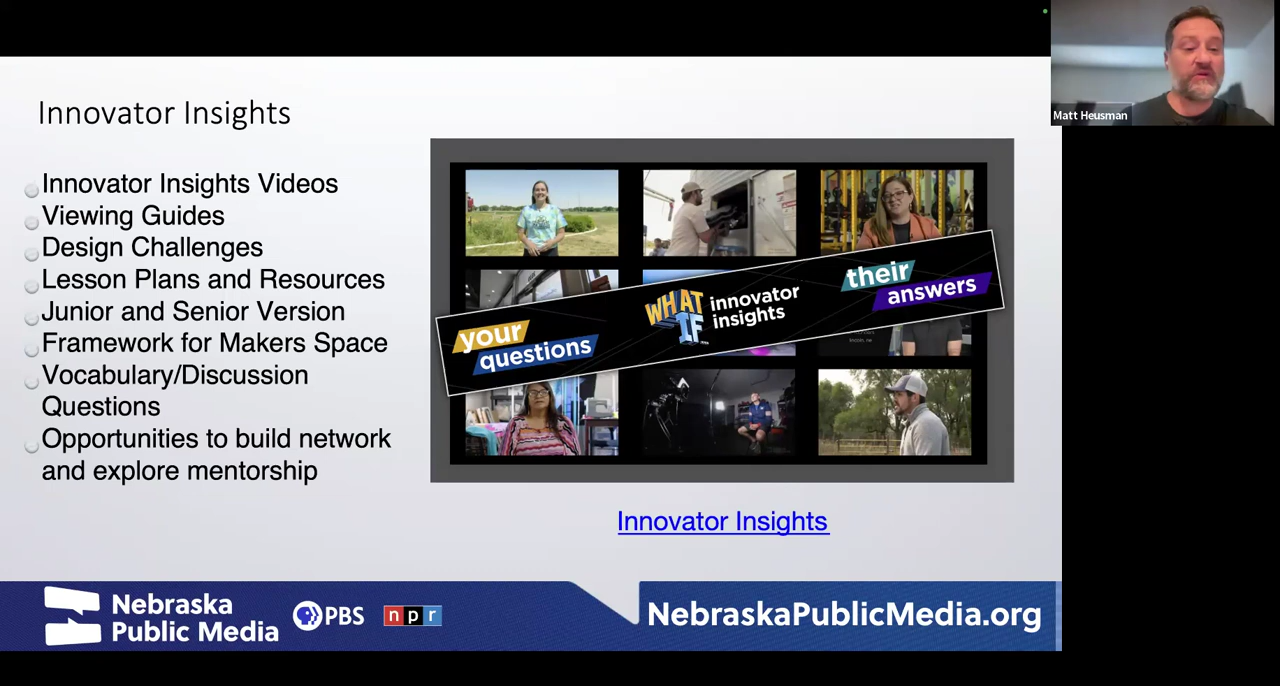 Matt Heusman
Innovator Insights
Innovator Insights Videos
Viewing Guides
Design Challenges
Lesson Plans and Resources
Junior and Senior Version
Framework for Makers Space
Vocabulary/Discussion
Questions
Opportunities to build network
and explore mentorship
your
questions
WHAT
IF
innovator
insights
their
answers
Innovator Insights
Nebraska
Public Media
PBS
npr
NebraskaPublicMedia.org